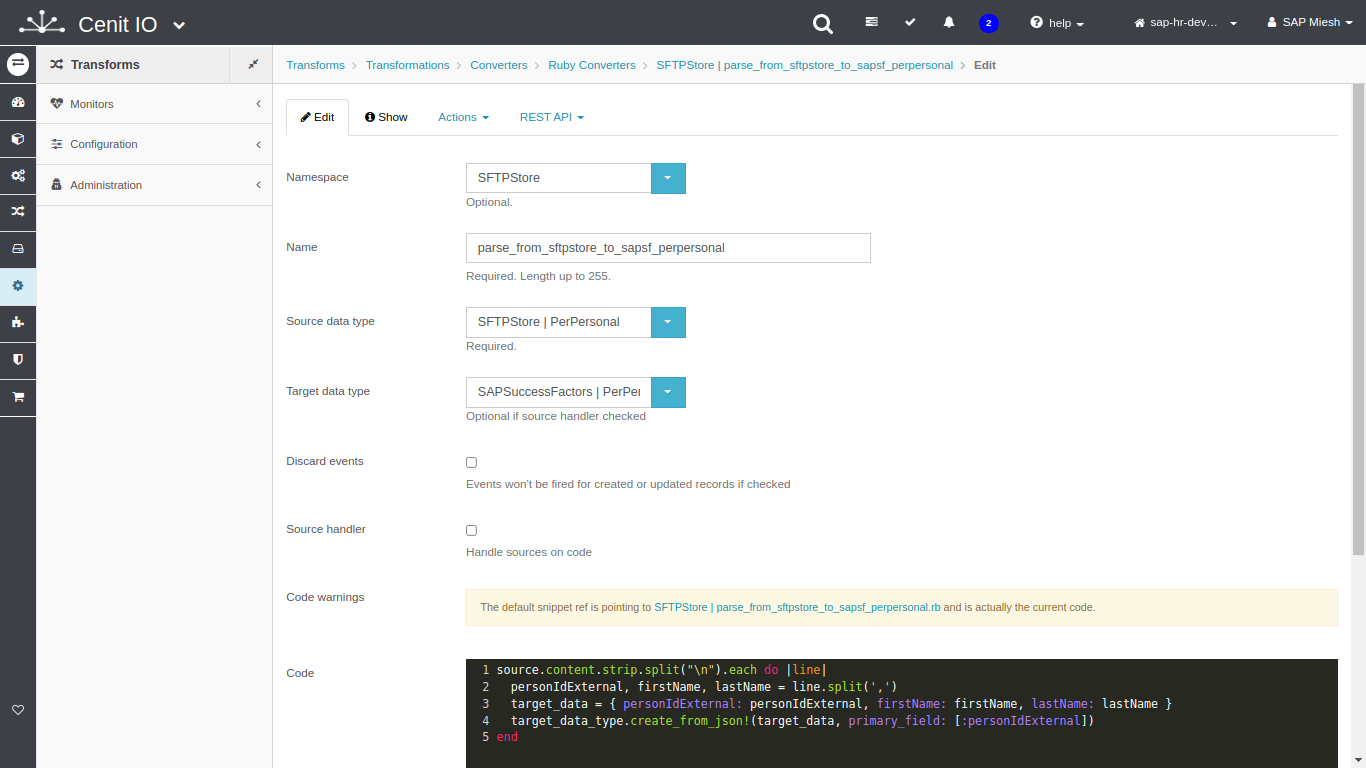 Cenit IO
2
help
sap-hr-dev…
SAP Miesh
Transforms
Transforms
Transformations
Converters
Ruby Converters
SFTPStore | parse_from_sftpstore_to_sapsf_perpersonal
Edit
Monitors
Configuration
Administration
Edit
Show
Actions
REST API
Namespace
SFTPStore
Optional.
Name
parse_from_sftpstore_to_sapsf_perpersonal
Required. Length up to 255.
Source data type
SFTPStore | PerPersonal
Required.
Target data type
SAPSuccessFactors | PerPer
Optional if source handler checked
Discard events
Events won't be fired for created or updated records if checked
Source handler
Handle sources on code
Code warnings
The default snippet ref is pointing to SFTPStore | parse_from_sftpstore_to_sapsf_perpersonal.rb and is actually the current code.
Code
1 source.content.strip.split("\n").each do |line|
2   personIdExternal, firstName, lastName = line.split(',')
3   target_data = { personIdExternal: personIdExternal, firstName: firstName, lastName: lastName }
4   target_data_type.create_from_json!(target_data, primary_field: [:personIdExternal])
5 end